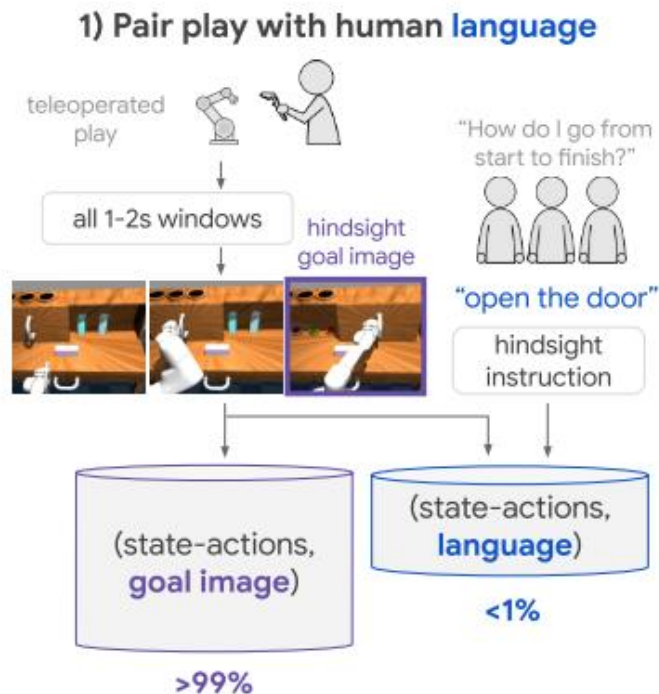 1) Pair play with human language
teleoperated
play
"How do I go from
start to finish?"
all 1-2s windows
hindsight
goal image
"open the door"
hindsight
instruction
(state-actions,
goal image)
>99%
(state-actions,
language)
<1%